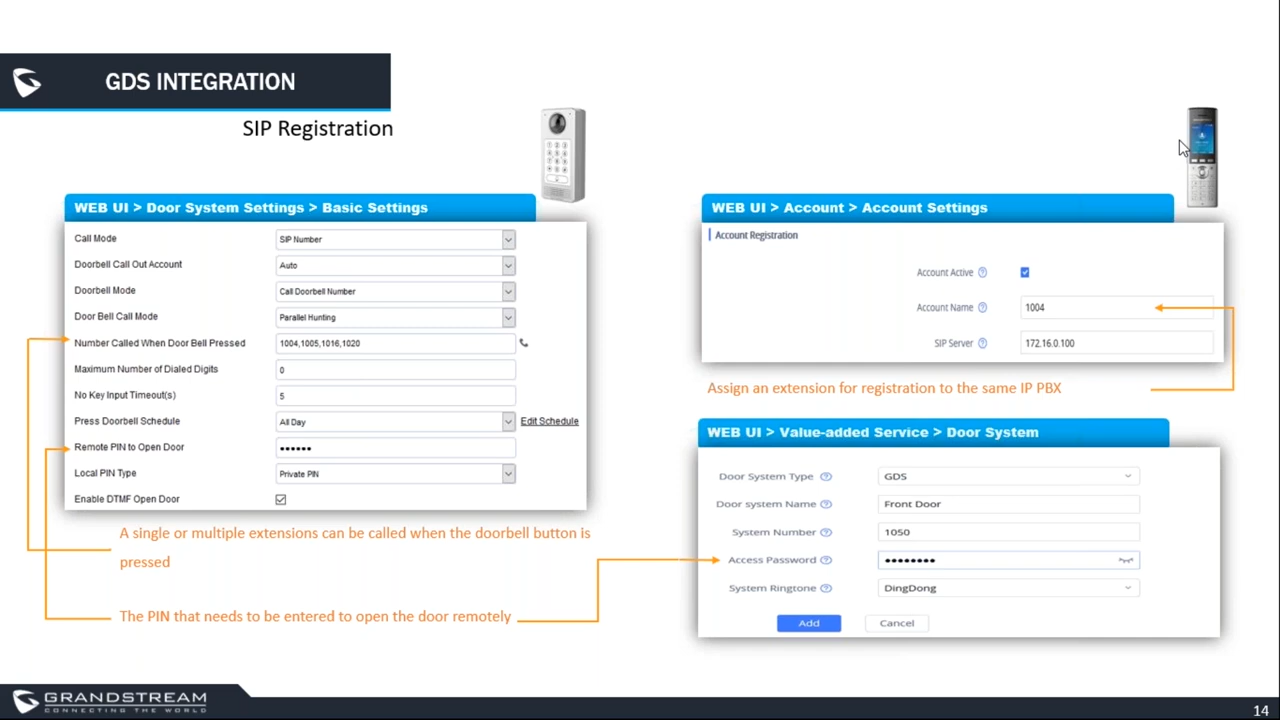 GDS INTEGRATION
SIP Registration
WEB UI > Door System Settings > Basic Settings
Call Mode SIP Number
Doorbell Call Out Account Auto
Doorbell Mode Call Doorbell Number
Door Bell Call Mode Parallel Hunting
Number Called When Door Bell Pressed 1004,1005,1016,1020
Maximum Number of Dialed Digits 0
No Key Input Timeout(s) 5
Press Doorbell Schedule All Day Edit Schedule
Remote PIN to Open Door ••••••
Local PIN Type Private PIN
Enable DTMF Open Door
A single or multiple extensions can be called when the doorbell button is
pressed
The PIN that needs to be entered to open the door remotely
WEB UI > Account > Account Settings
Account Registration
Account Active
Account Name 1004
SIP Server 172.16.0.100
Assign an extension for registration to the same IP PBX
WEB UI > Value-added Service > Door System
Door System Type GDS
Door system Name Front Door
System Number 1050
Access Password ••••••••
System Ringtone DingDong
Add Cancel
GRANDSTREAM
CONNECTING THE WORLD
14